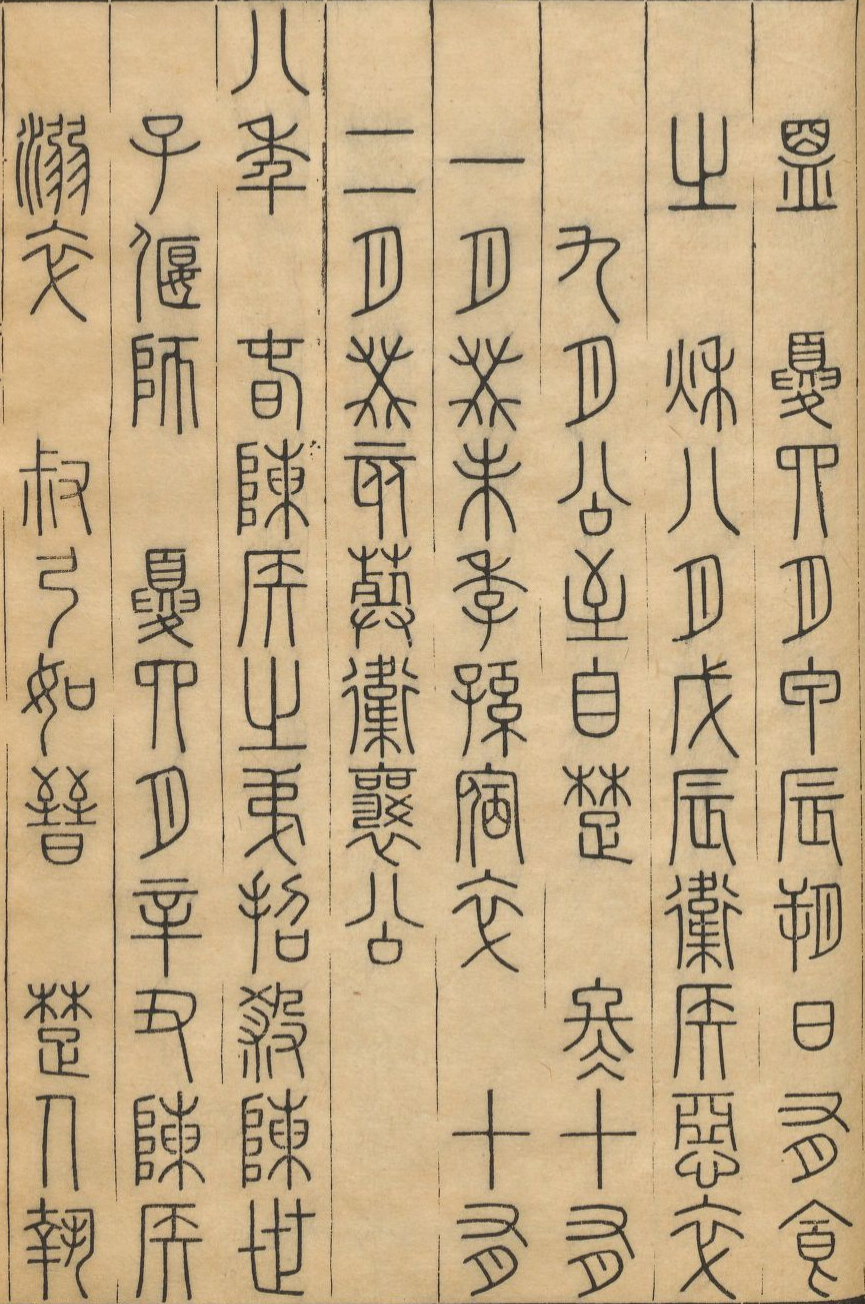 盟 夏四月甲辰朔日有食
之 秋八月戊辰衛侯惡卒
九月公至自楚 冬十有
一月癸未季孫宿卒 十有
二月癸亥葬衛襄公
八年 春陳侯之弟招殺陳世
子偃師 夏四月辛丑陳侯
溺卒 叔弓如晉 楚人執